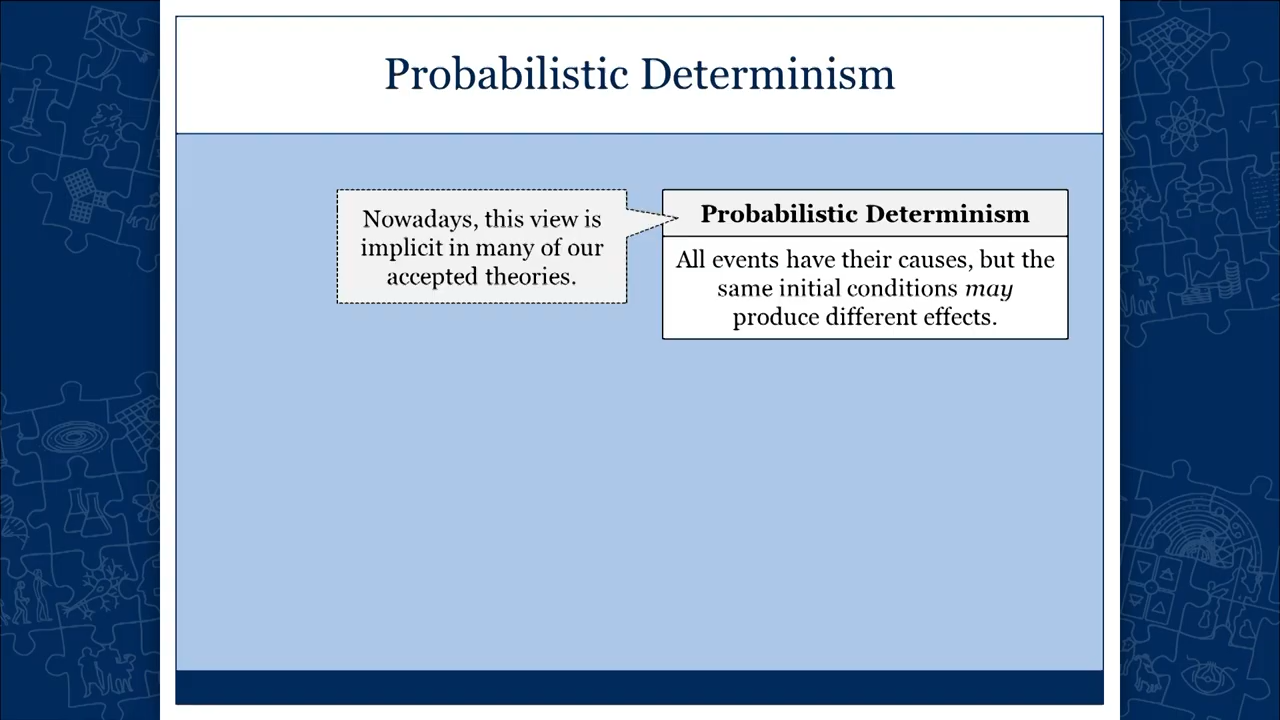 Probabilistic Determinism
Nowadays, this view is
implicit in many of our
accepted theories.
Probabilistic Determinism
All events have their causes, but the
same initial conditions may
produce different effects.